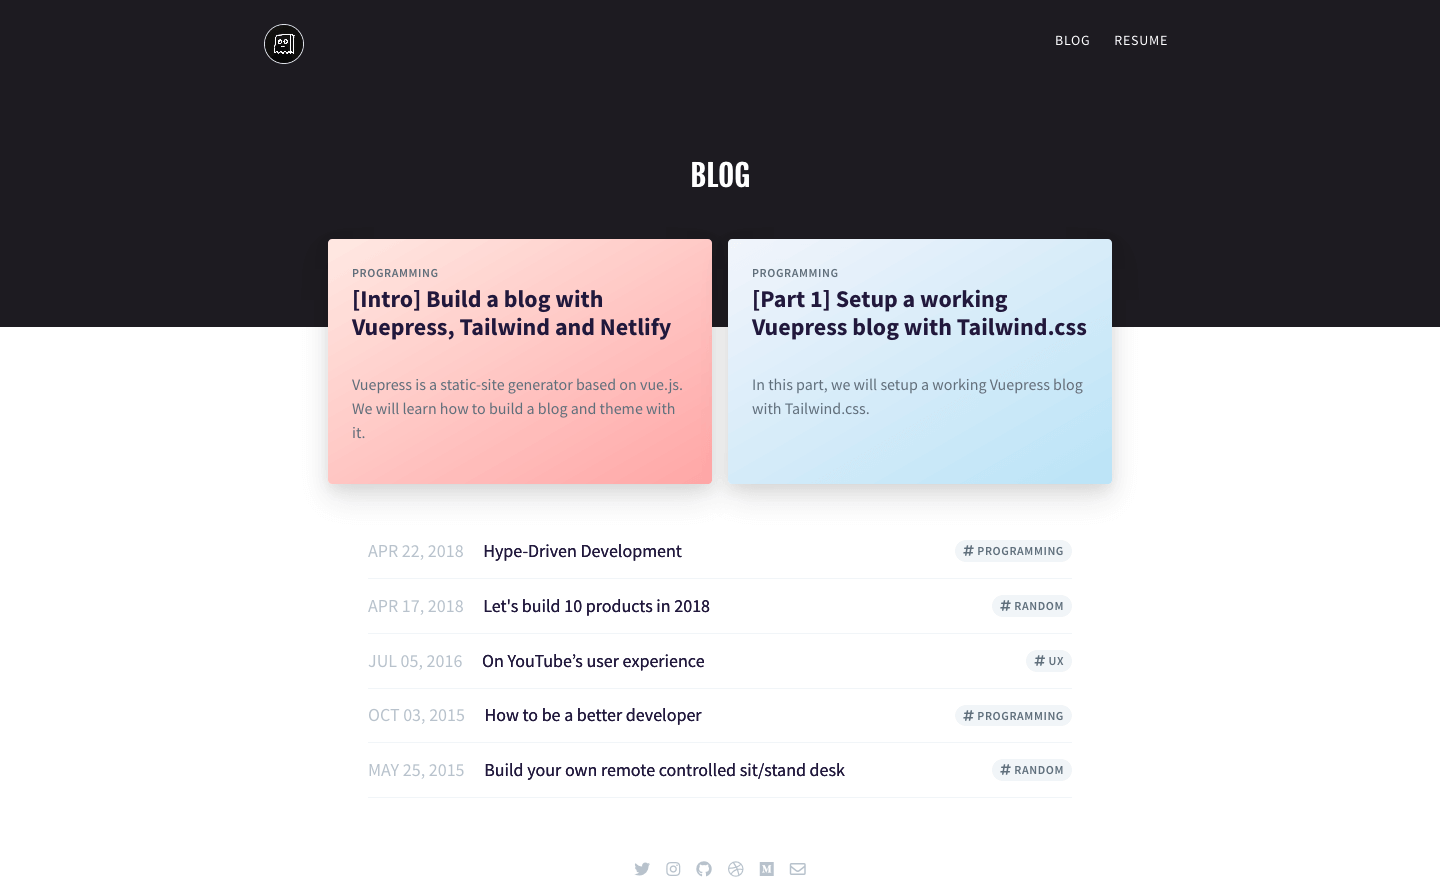 BLOG RESUME
BLOG
PROGRAMMING
[Intro] Build a blog with
Vuepress, Tailwind and Netlify
Vuepress is a static-site generator based on vue.js.
We will learn how to build a blog and theme with
it.
PROGRAMMING
[Part 1] Setup a working
Vuepress blog with Tailwind.css
In this part, we will setup a working Vuepress blog
with Tailwind.css.
APR 22, 2018 Hype-Driven Development # PROGRAMMING
APR 17, 2018 Let's build 10 products in 2018 # RANDOM
JUL 05, 2016 On YouTube’s user experience # UX
OCT 03, 2015 How to be a better developer # PROGRAMMING
MAY 25, 2015 Build your own remote controlled sit/stand desk # RANDOM